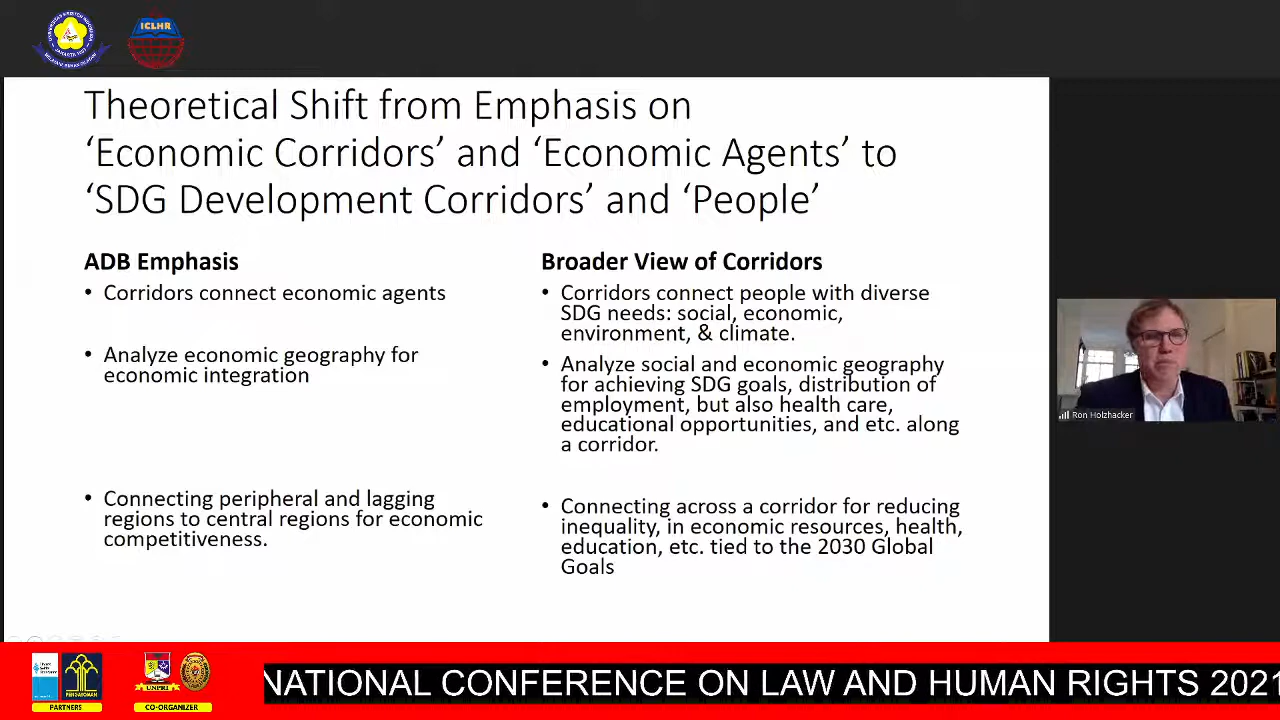 ICLHR
Theoretical Shift from Emphasis on
‘Economic Corridors’ and ‘Economic Agents’ to
‘SDG Development Corridors’ and ‘People’
ADB Emphasis
• Corridors connect economic agents
• Analyze economic geography for
economic integration
• Connecting peripheral and lagging
regions to central regions for economic
competitiveness.
Broader View of Corridors
• Corridors connect people with diverse
SDG needs: social, economic,
environment, & climate.
• Analyze social and economic geography
for achieving SDG goals, distribution of
employment, but also health care,
educational opportunities, and etc. along
a corridor.
• Connecting across a corridor for reducing
inequality, in economic resources, health,
education, etc. tied to the 2030 Global
Goals
Ron Holzhacker
PENGAYOMAN
PARTNERS
UNPRI
CO-ORGANIZER
NATIONAL CONFERENCE ON LAW AND HUMAN RIGHTS 2021